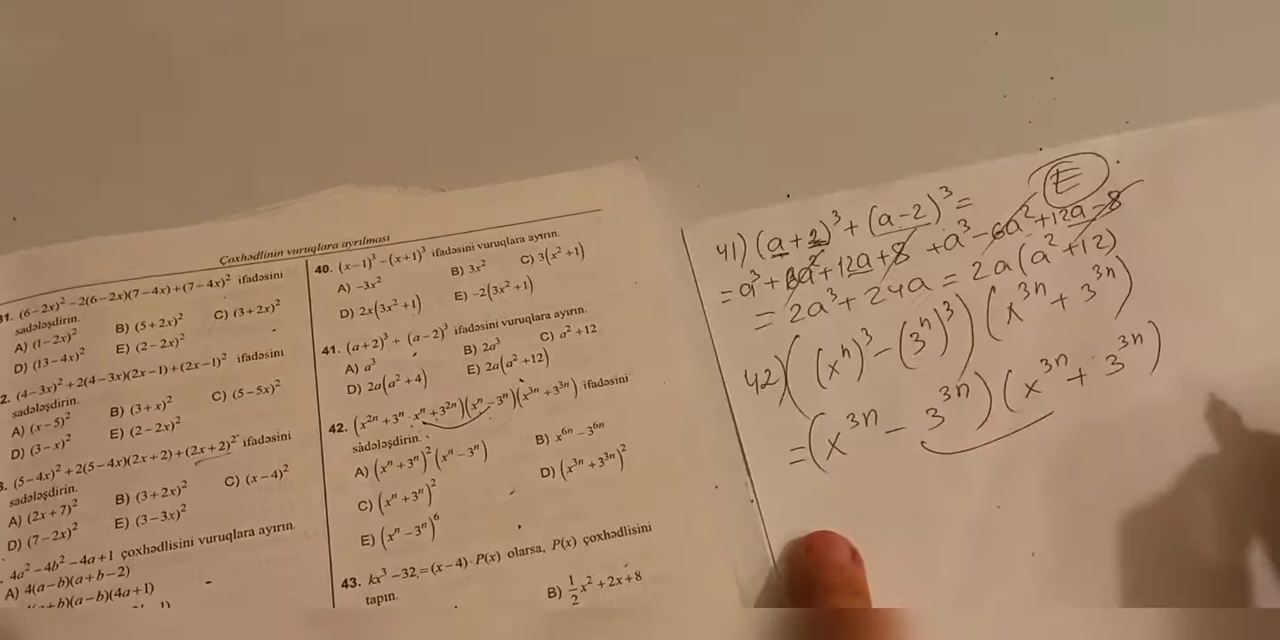 Çoxhədlinin vuruqlara ayrılması
(6−2x)²−2(6−2x)(7−4x)+(7−4x)² ifadəsini
sadələşdirin.
A) (1−2x)² B) (5+2x)² C) (3+2x)²
D) (13−4x)² E) (2−2x)²
(4−3x)²+2(4−3x)(2x−1)+(2x−1)² ifadəsini
sadələşdirin.
A) (x−5)² B) (3+x)² C) (5−5x)²
D) (3−x)² E) (2−2x)²
(5−4x)²+2(5−4x)(2x+2)+(2x+2)² ifadəsini
sadələşdirin.
A) (2x+7)² B) (3+2x)² C) (x−4)²
D) (7−2x)² E) (3−3x)²
4a²−4b²−4a+1 çoxhədlisini vuruqlara ayırın.
A) 4(a−b)(a+b−2)
(a−b)(4a+1)
40. (x−1)³−(x+1)³ ifadəsini vuruqlara ayırın.
A) −3x² B) 3x² C) 3(x²+1)
D) 2x(3x²+1) E) −2(3x²+1)
41. (a+2)³+(a−2)³ ifadəsini vuruqlara ayırın.
A) a³ B) 2a³ C) a²+12
D) 2a(a²+4) E) 2a(a²+12)
42. (x²ⁿ+3ⁿ·xⁿ+3²ⁿ)(xⁿ−3ⁿ)(x³ⁿ+3³ⁿ) ifadəsini
sadələşdirin.
A) (xⁿ+3ⁿ)²(xⁿ−3ⁿ) B) x⁶ⁿ−3⁶ⁿ
C) (xⁿ+3ⁿ)² D) (x³ⁿ+3³ⁿ)²
E) (xⁿ−3ⁿ)⁶
43. kx³−32=(x−4)·P(x) olarsa, P(x) çoxhədlisini
tapın. B) 1/2x²+2x+8
E
41) (a+2)³+(a−2)³=
=a³+6a²+12a+8+a³−6a²+12a−8
=2a³+24a=2a(a²+12)
42) ((xⁿ)³−(3ⁿ)³)(x³ⁿ+3³ⁿ)
=(x³ⁿ−3³ⁿ)(x³ⁿ+3³ⁿ)